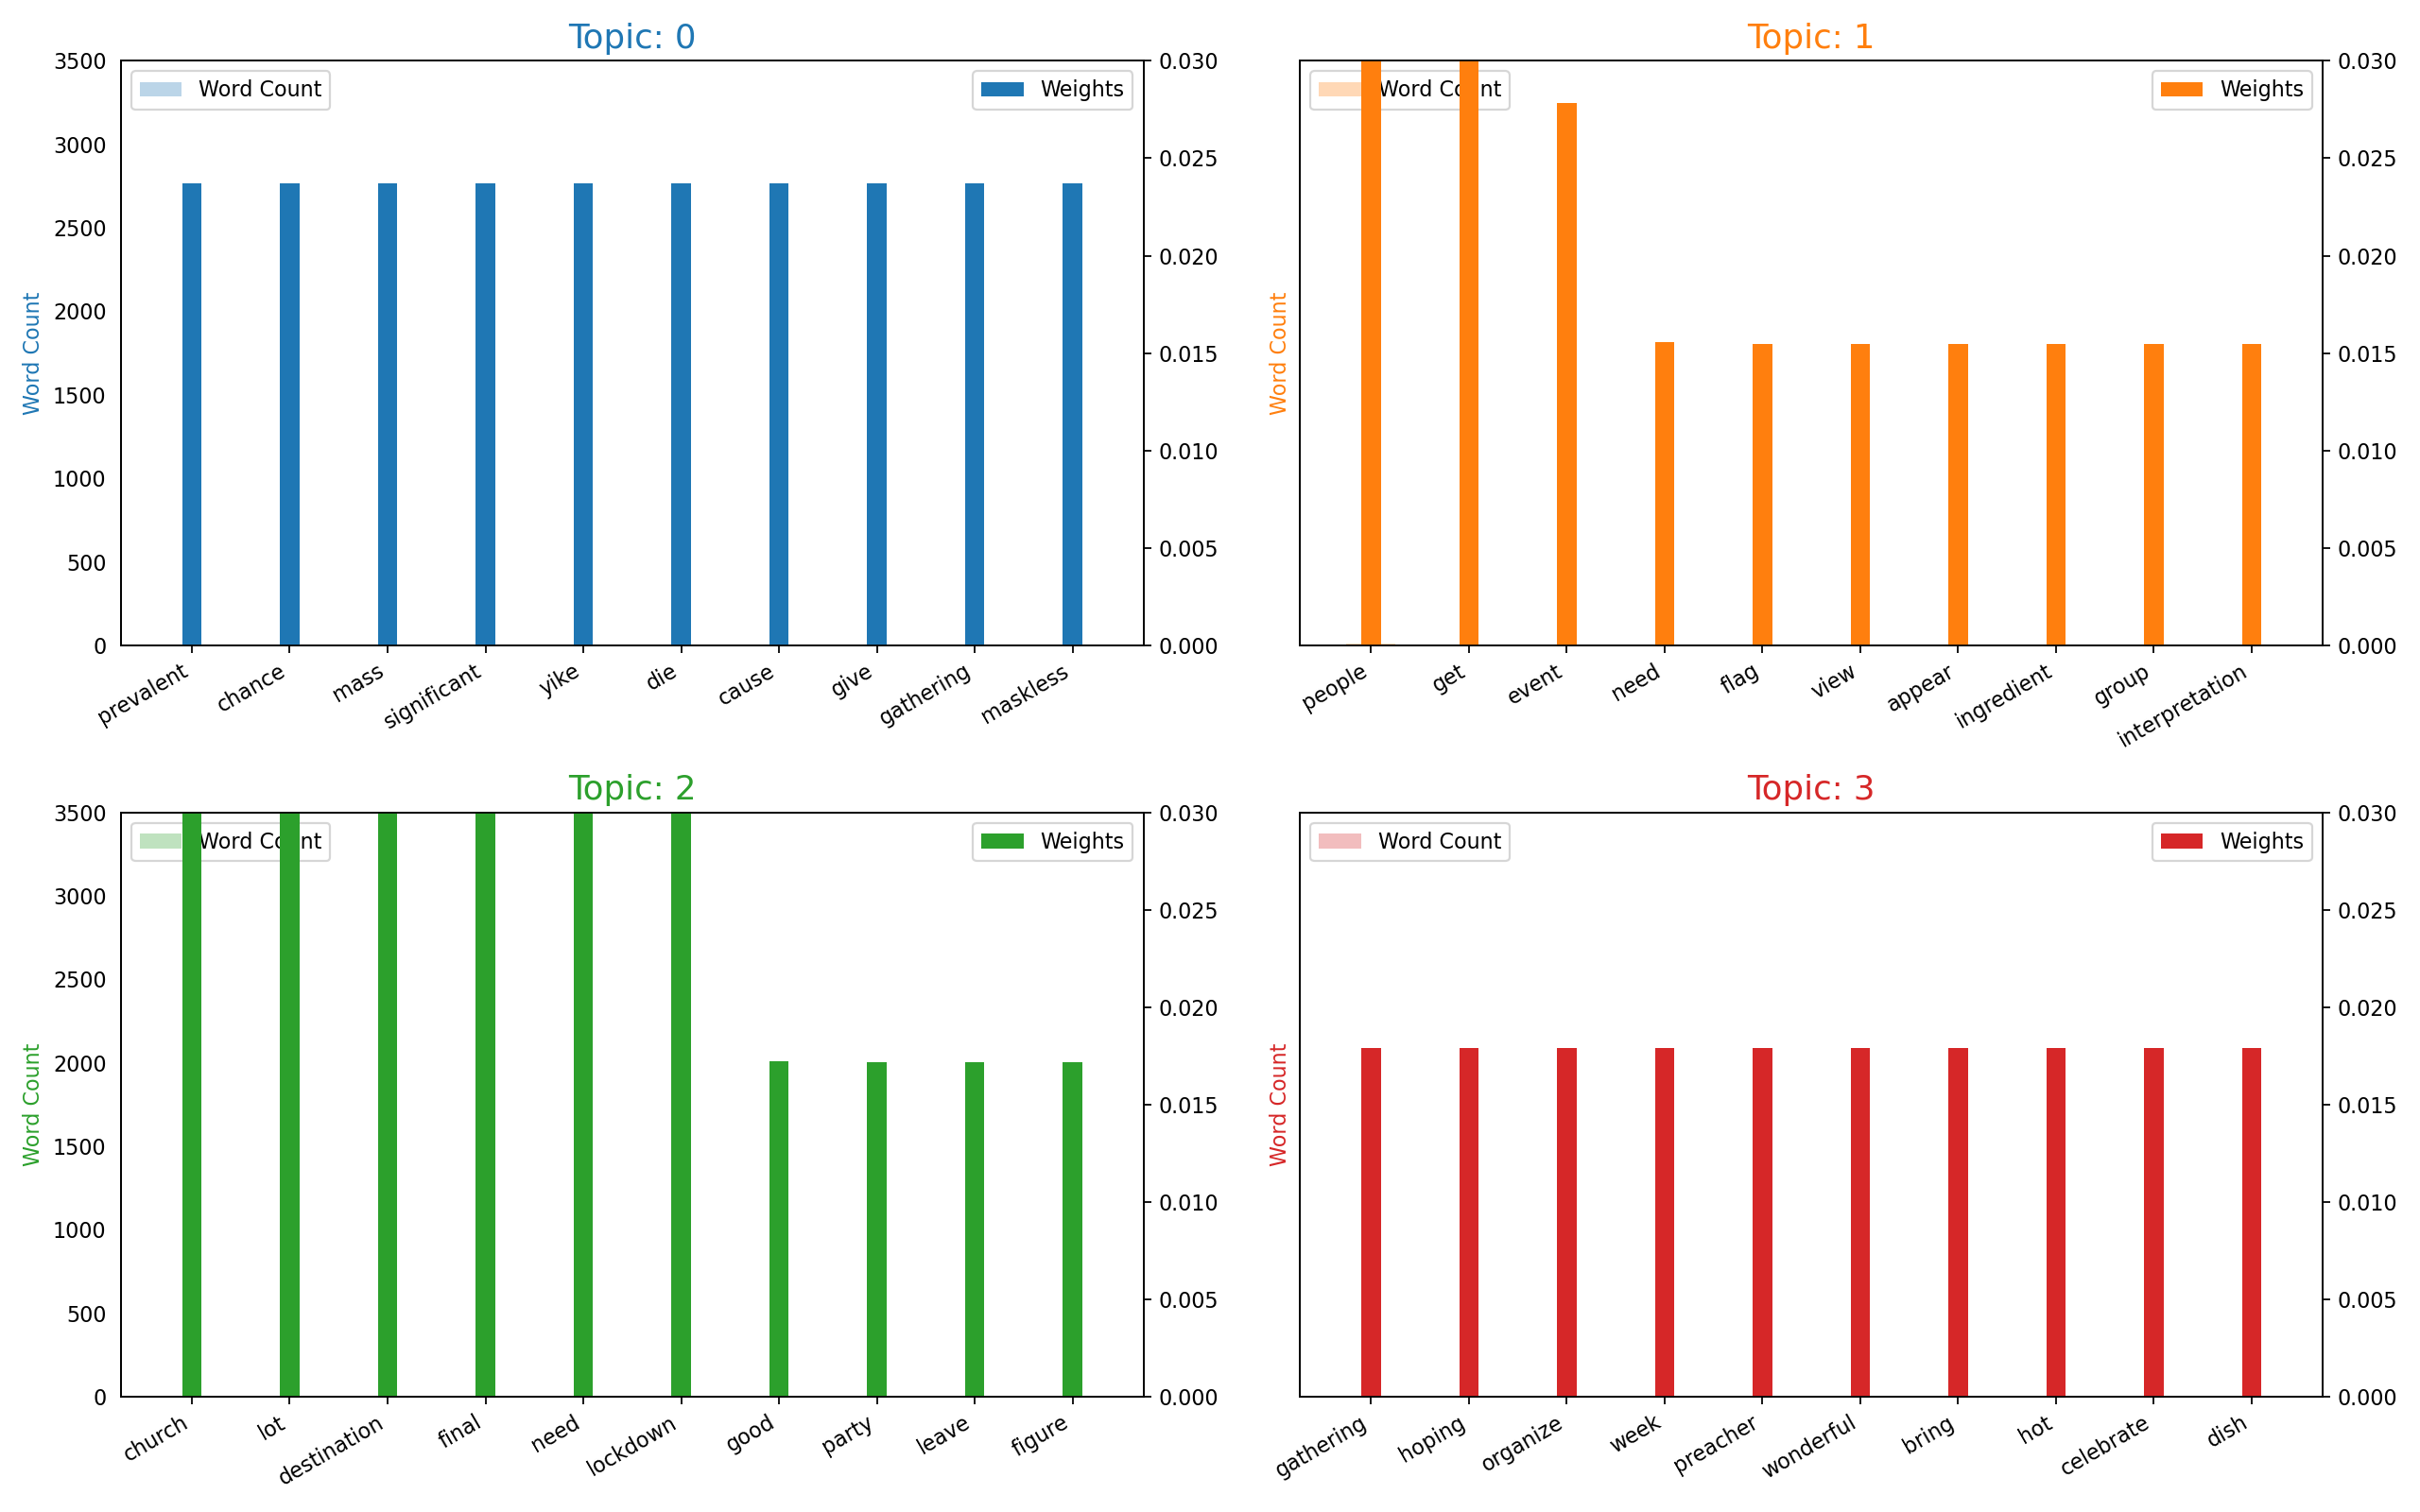 Topic: 0
Word Count
Weights
3500
3000
2500
2000
1500
1000
500
0
Word Count
0.030
0.025
0.020
0.015
0.010
0.005
0.000
prevalent
chance
mass
significant
yike
die
cause
give
gathering
maskless
Topic: 1
Word Count
Weights
Word Count
0.030
0.025
0.020
0.015
0.010
0.005
0.000
people
get
event
need
flag
view
appear
ingredient
group
interpretation
Topic: 2
Word Count
Weights
3500
3000
2500
2000
1500
1000
500
0
Word Count
0.030
0.025
0.020
0.015
0.010
0.005
0.000
church
lot
destination
final
need
lockdown
good
party
leave
figure
Topic: 3
Word Count
Weights
Word Count
0.030
0.025
0.020
0.015
0.010
0.005
0.000
gathering
hoping
organize
week
preacher
wonderful
bring
hot
celebrate
dish